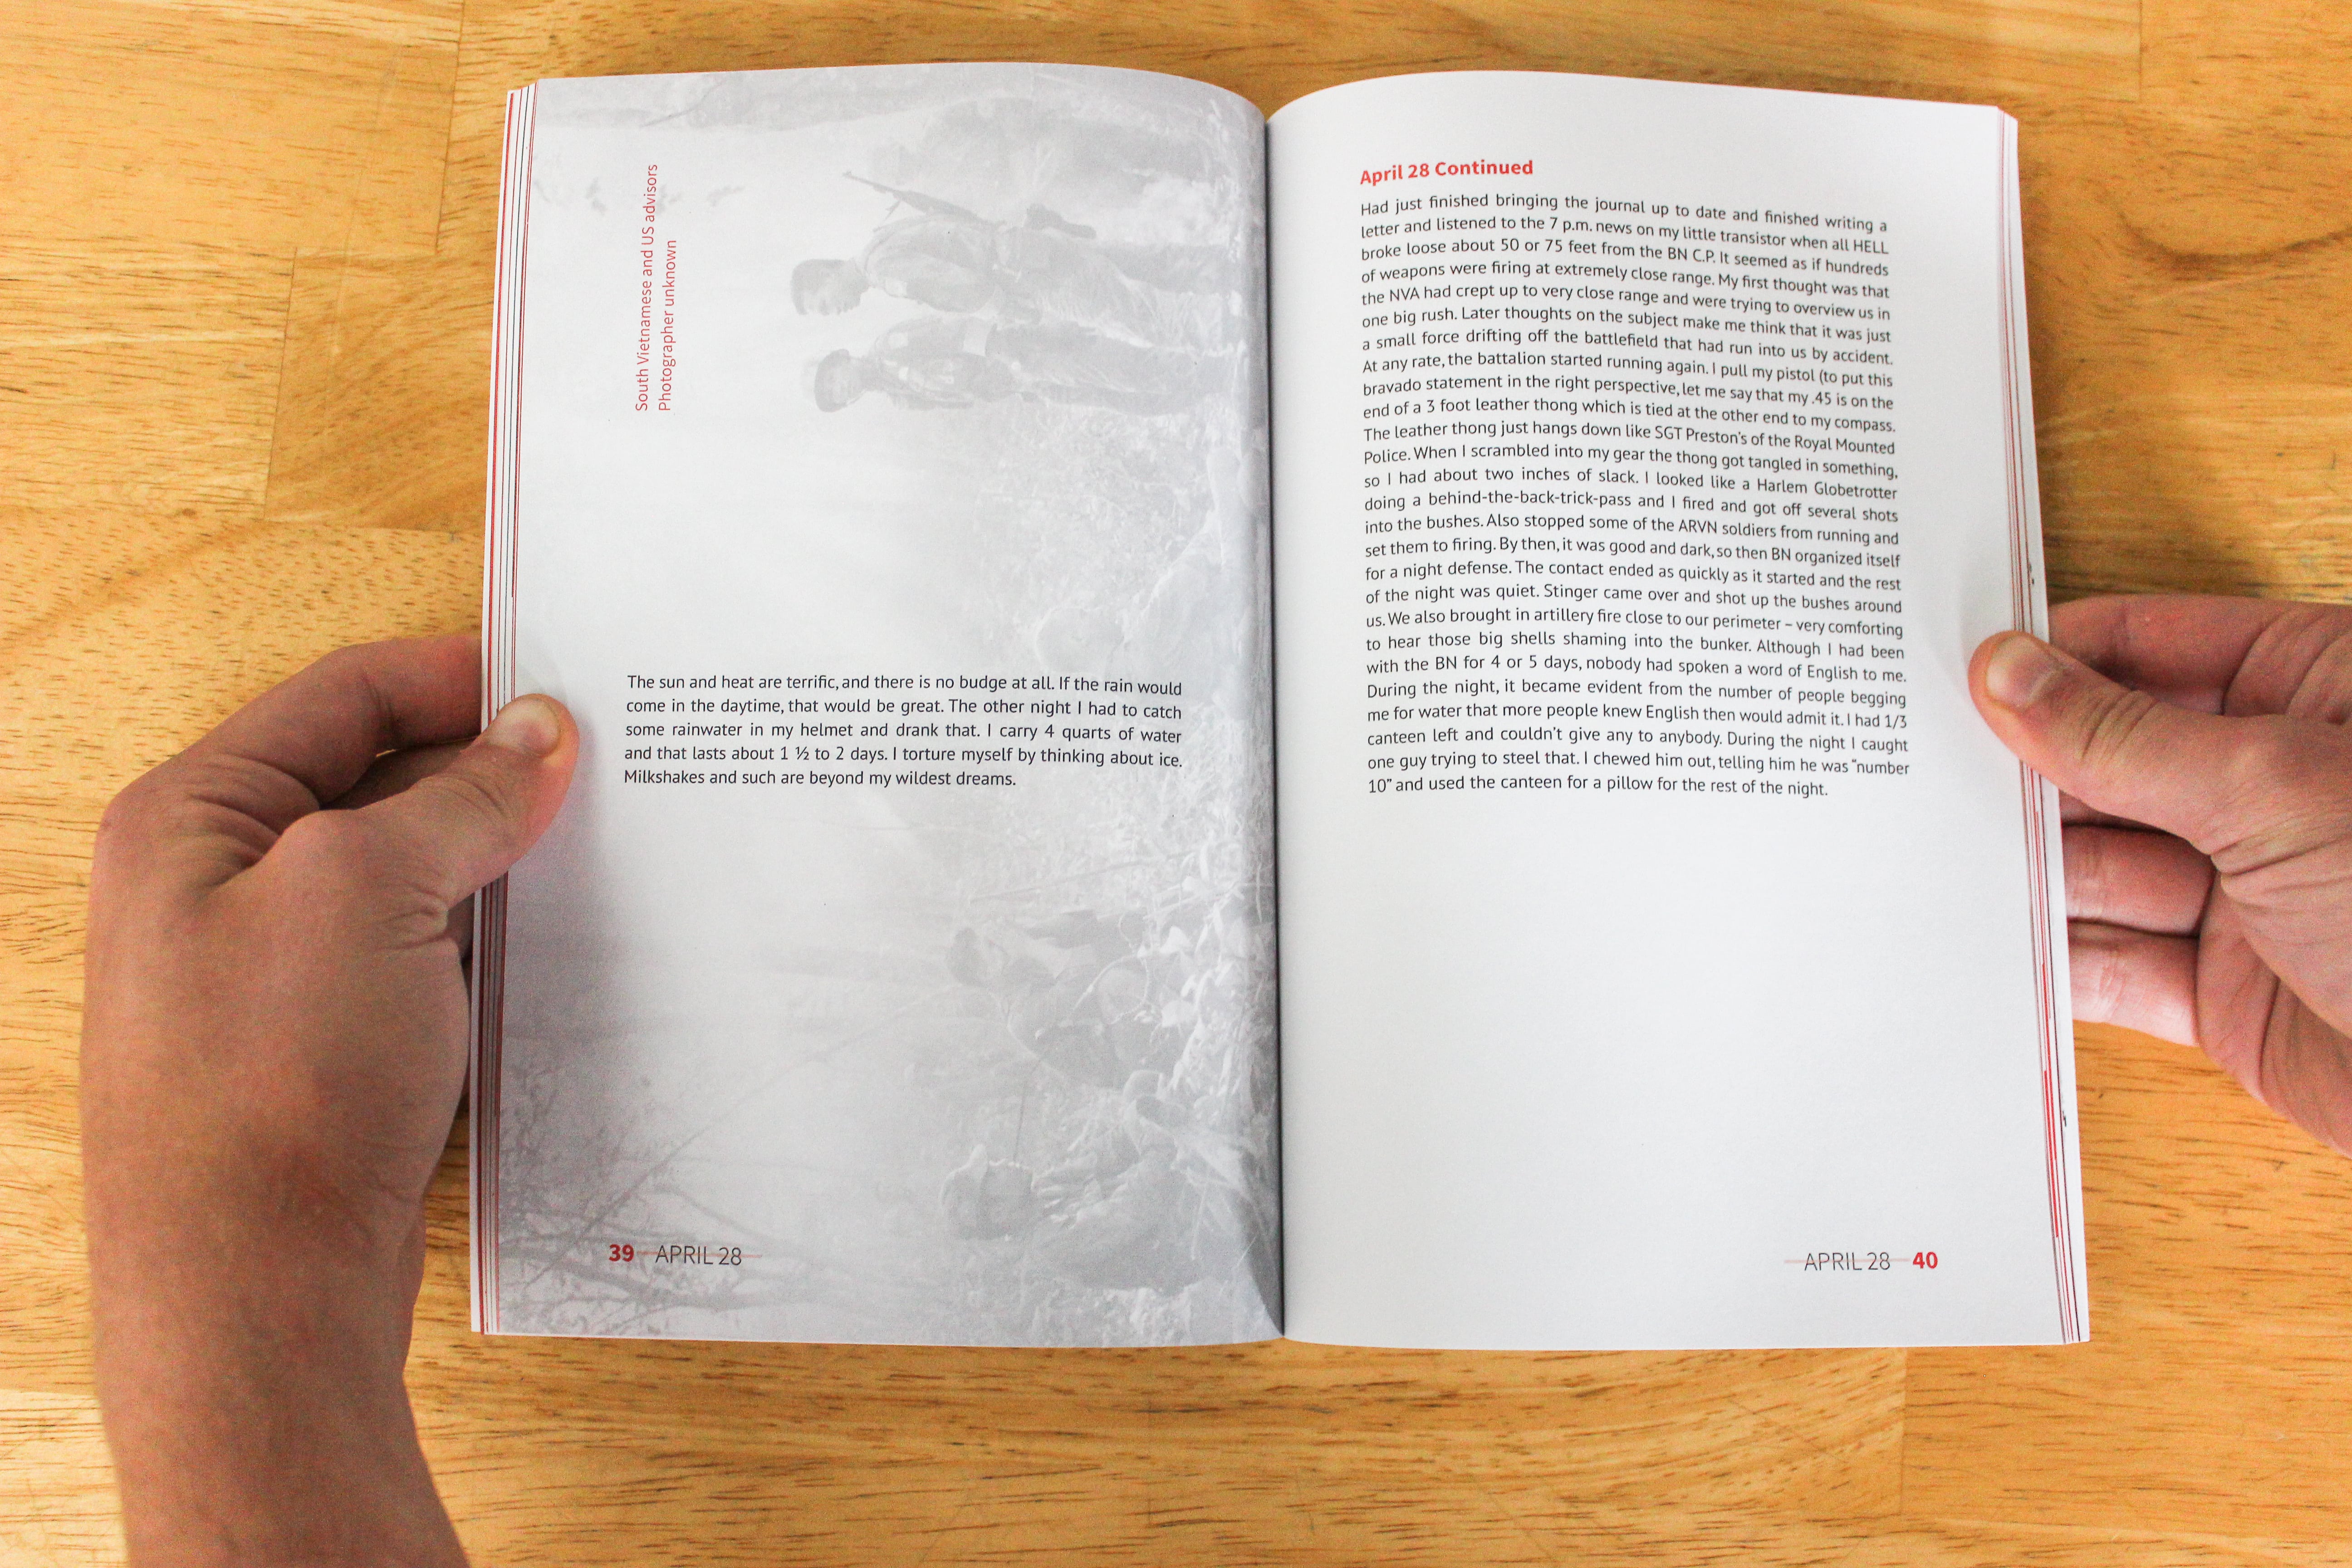 South Vietnamese and US advisors
Photographer unknown
The sun and heat are terrific, and there is no budge at all. If the rain would
come in the daytime, that would be great. The other night I had to catch
some rainwater in my helmet and drank that. I carry 4 quarts of water
and that lasts about 1 ½ to 2 days. I torture myself by thinking about ice.
Milkshakes and such are beyond my wildest dreams.
39 APRIL 28
April 28 Continued
Had just finished bringing the journal up to date and finished writing a
letter and listened to the 7 p.m. news on my little transistor when all HELL
broke loose about 50 or 75 feet from the BN C.P. It seemed as if hundreds
of weapons were firing at extremely close range. My first thought was that
the NVA had crept up to very close range and were trying to overview us in
one big rush. Later thoughts on the subject make me think that it was just
a small force drifting off the battlefield that had run into us by accident.
At any rate, the battalion started running again. I pull my pistol (to put this
bravado statement in the right perspective, let me say that my .45 is on the
end of a 3 foot leather thong which is tied at the other end to my compass.
The leather thong just hangs down like SGT Preston's of the Royal Mounted
Police. When I scrambled into my gear the thong got tangled in something,
so I had about two inches of slack. I looked like a Harlem Globetrotter
doing a behind-the-back-trick-pass and I fired and got off several shots
into the bushes. Also stopped some of the ARVN soldiers from running and
set them to firing. By then, it was good and dark, so then BN organized itself
for a night defense. The contact ended as quickly as it started and the rest
of the night was quiet. Stinger came over and shot up the bushes around
us. We also brought in artillery fire close to our perimeter – very comforting
to hear those big shells shaming into the bunker. Although I had been
with the BN for 4 or 5 days, nobody had spoken a word of English to me.
During the night, it became evident from the number of people begging
me for water that more people knew English then would admit it. I had 1/3
canteen left and couldn't give any to anybody. During the night I caught
one guy trying to steel that. I chewed him out, telling him he was "number
10" and used the canteen for a pillow for the rest of the night.
APRIL 28 40